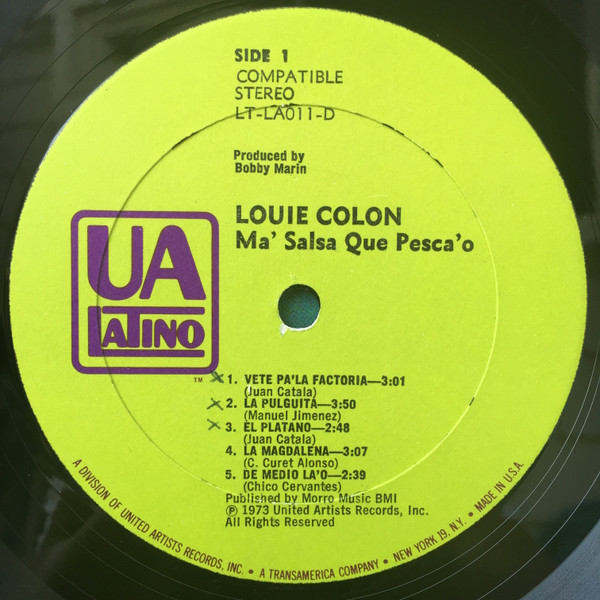 SIDE 1
COMPATIBLE
STEREO
LT-LA011-D
Produced by
Bobby Marin
LOUIE COLON
Ma' Salsa Que Pesca'o
UA
LATINO
TM
1. VETE PA'LA FACTORIA—3:01
(Juan Catala)
2. LA PULGUITA—3:50
(Manuel Jimenez)
3. EL PLATANO—2:48
(Juan Catala)
4. LA MAGDALENA—3:07
(C. Curet Alonso)
5. DE MEDIO LA'O—2:39
(Chico Cervantes)
Published by Morro Music BMI
℗ 1973 United Artists Records, Inc.
All Rights Reserved
A DIVISION OF UNITED ARTISTS RECORDS, INC. • A TRANSAMERICA COMPANY • NEW YORK 19, N.Y. • MADE IN U.S.A.